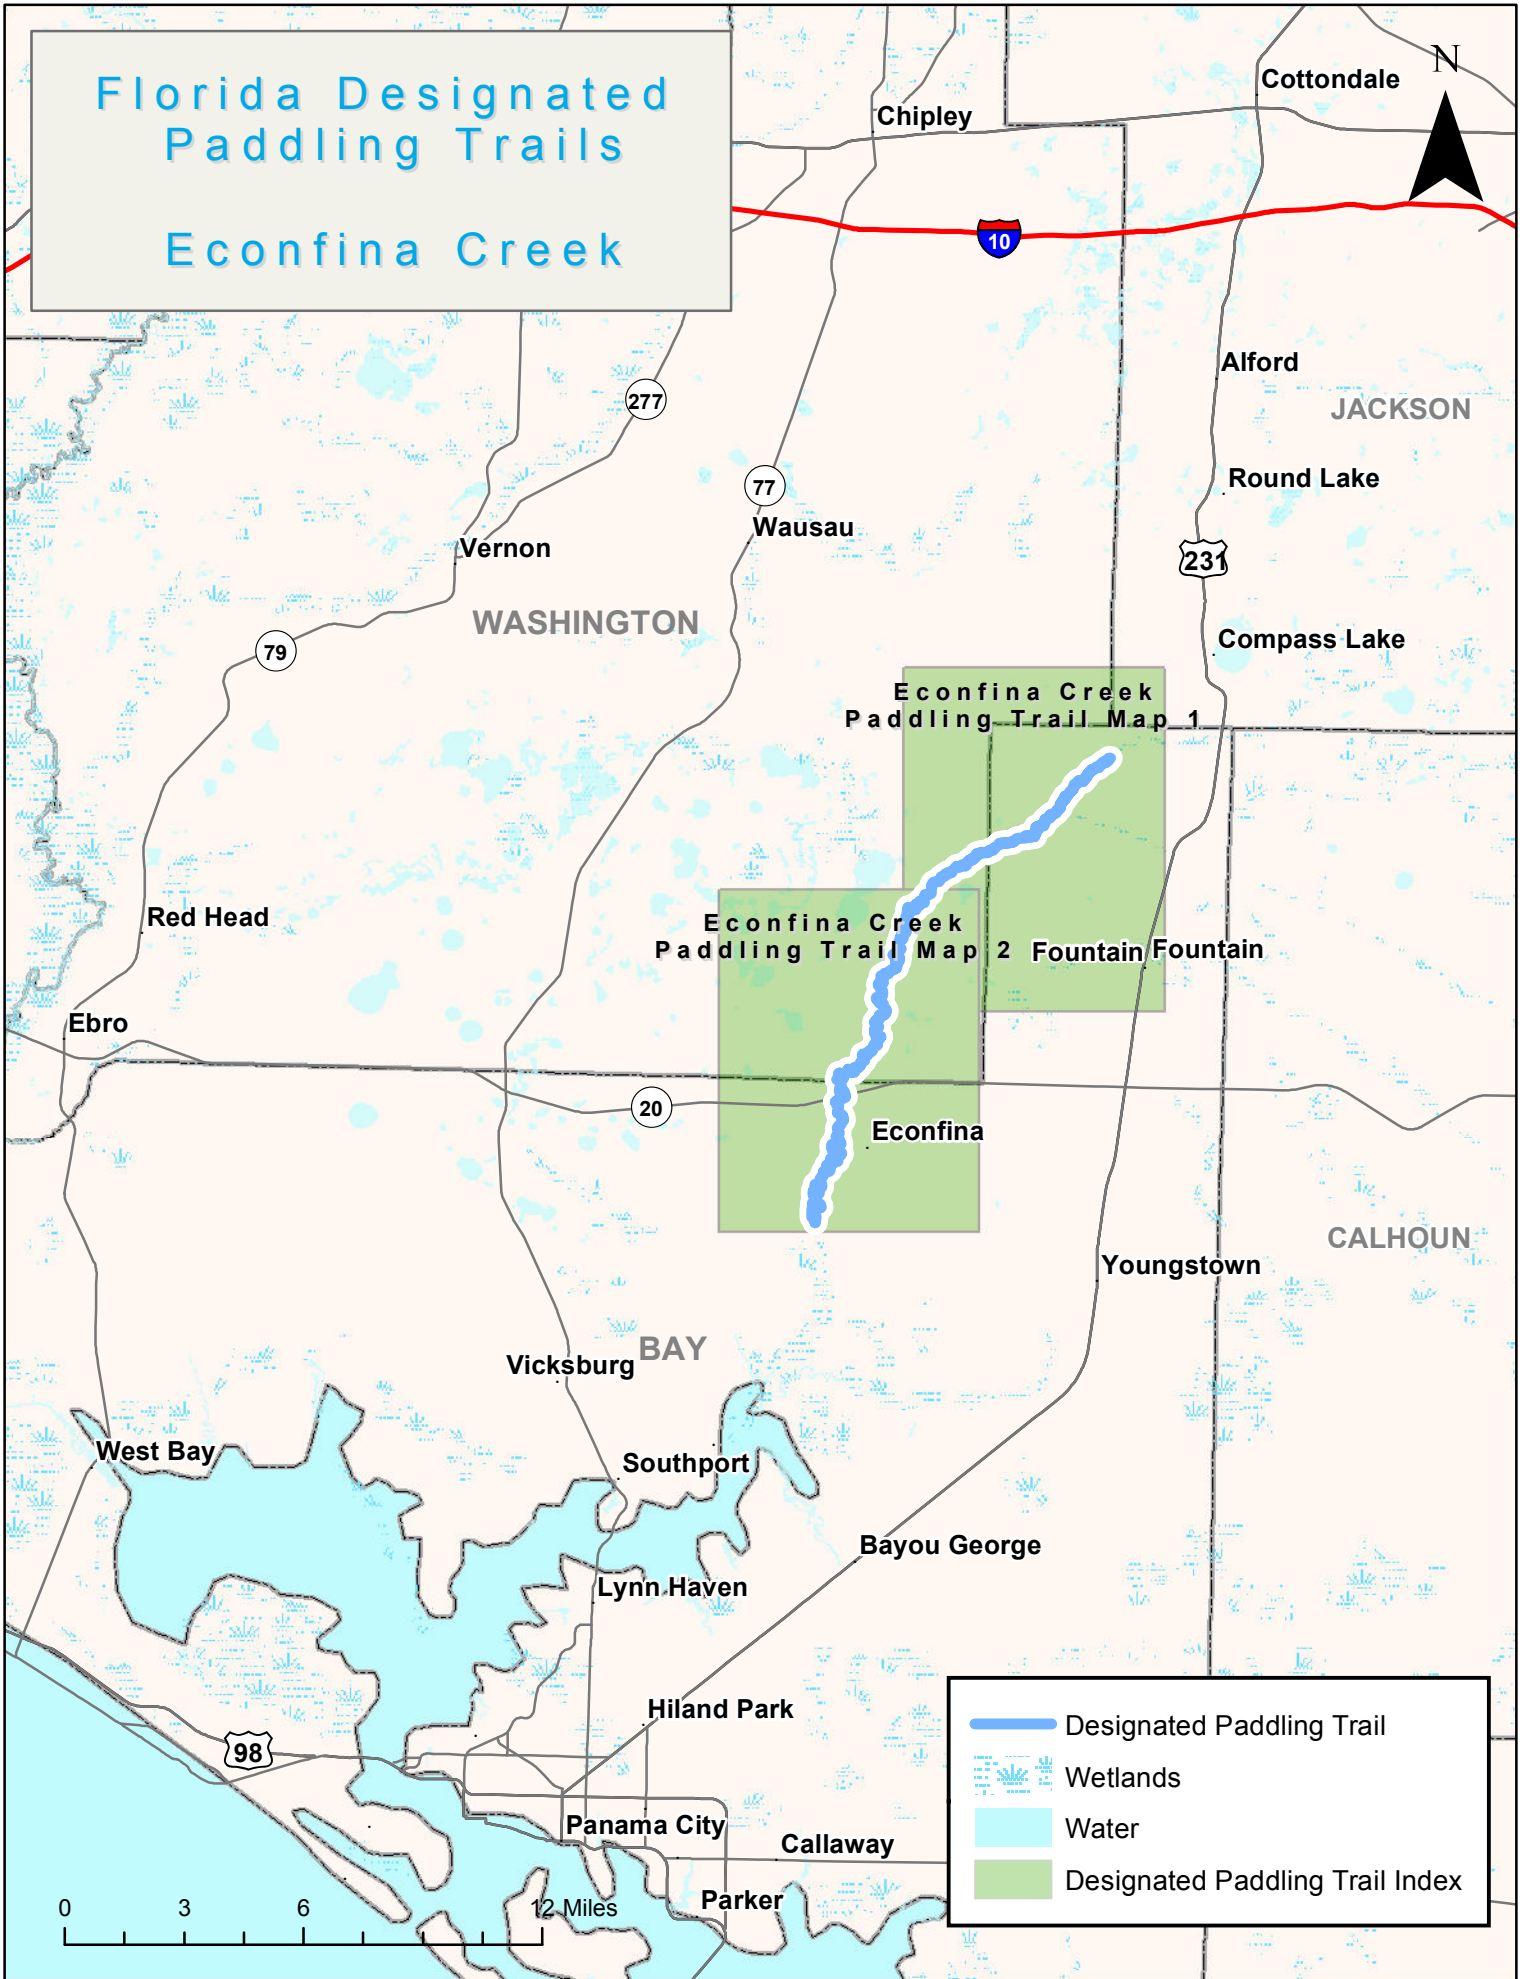 Florida Designated
Paddling Trails
Econfina Creek
N
Cottondale
Chipley
10
Alford
JACKSON
277
77
Round Lake
Wausau
Vernon
231
WASHINGTON
Compass Lake
79
Econfina Creek
Paddling Trail Map 1
Red Head
Econfina Creek
Paddling Trail Map 2
Fountain
Fountain
Ebro
20
Econfina
CALHOUN
Youngstown
BAY
Vicksburg
West Bay
Southport
Bayou George
Lynn Haven
Hiland Park
98
Panama City
Callaway
Parker
Designated Paddling Trail
Wetlands
Water
Designated Paddling Trail Index
0 3 6 12 Miles